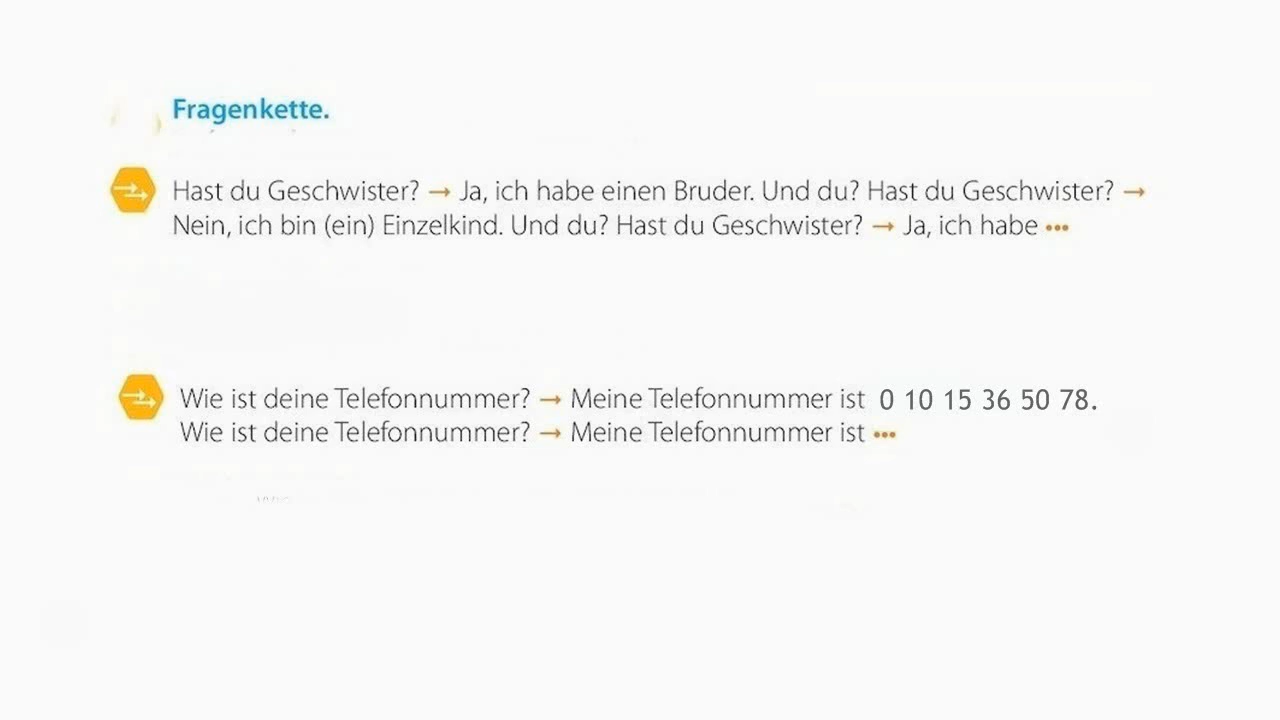 Fragenkette.
Hast du Geschwister? → Ja, ich habe einen Bruder. Und du? Hast du Geschwister? →
Nein, ich bin (ein) Einzelkind. Und du? Hast du Geschwister? → Ja, ich habe •••
Wie ist deine Telefonnummer? → Meine Telefonnummer ist 0 10 15 36 50 78.
Wie ist deine Telefonnummer? → Meine Telefonnummer ist •••